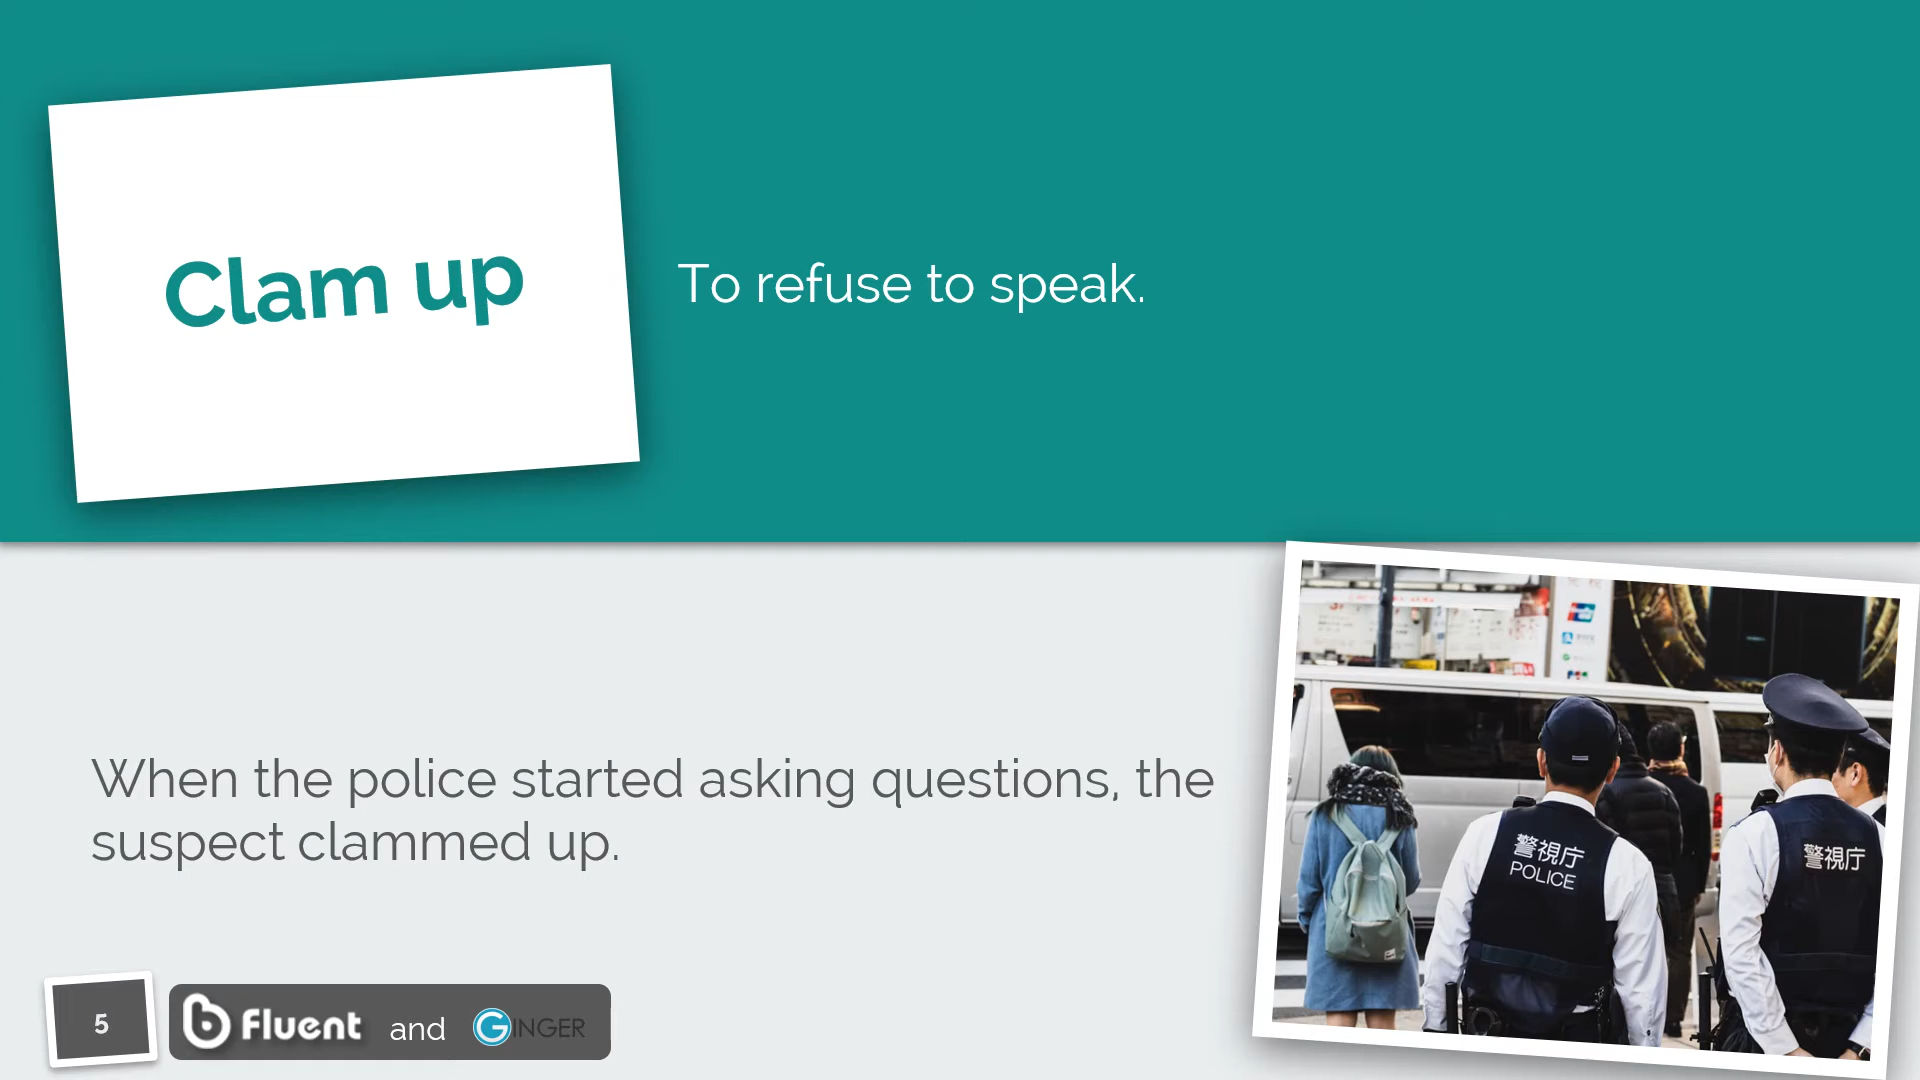 Clam up
To refuse to speak.
When the police started asking questions, the
suspect clammed up.
警視庁
POLICE
警視庁
5
b fluent and GINGER